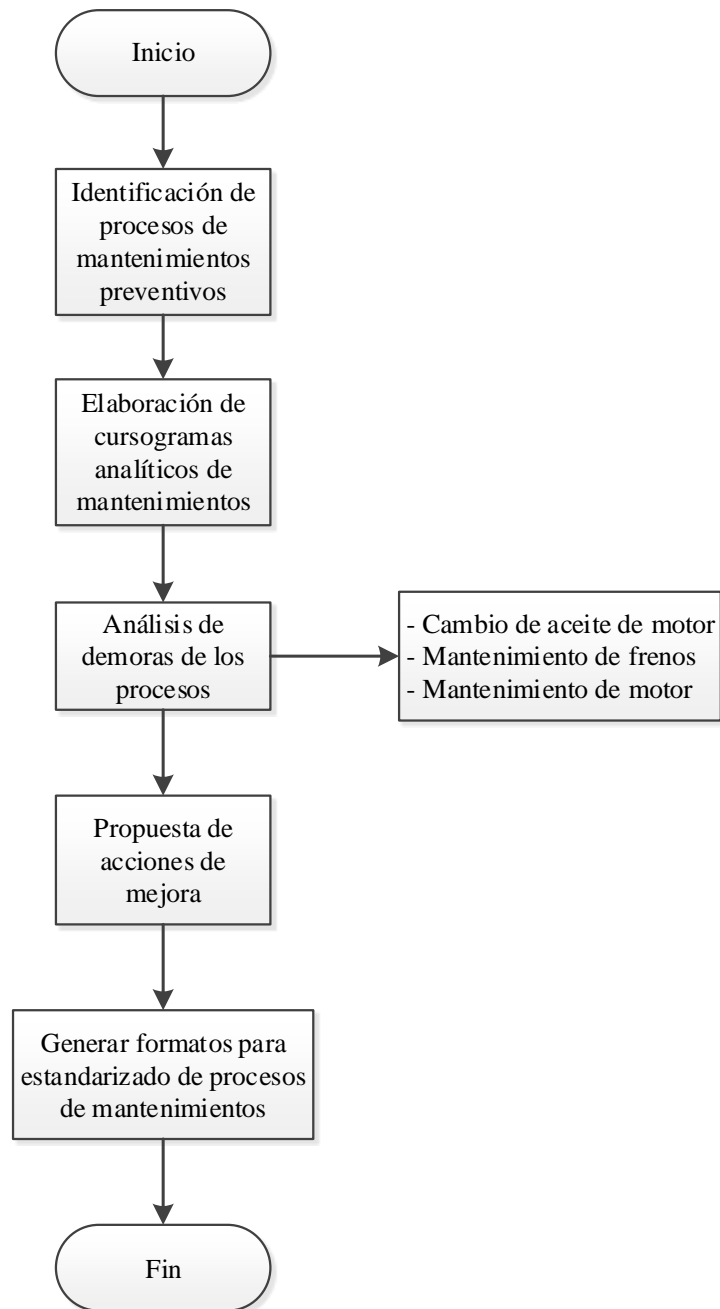 Inicio
Identificación de
procesos de
mantenimientos
preventivos
Elaboración de
cursogramas
analíticos de
mantenimientos
Análisis de
demoras de los
procesos
- Cambio de aceite de motor
- Mantenimiento de frenos
- Mantenimiento de motor
Propuesta de
acciones de
mejora
Generar formatos para
estandarizado de procesos
de mantenimientos
Fin